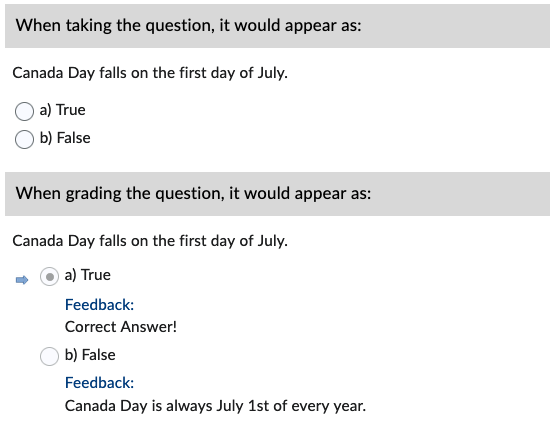 When taking the question, it would appear as:
Canada Day falls on the first day of July.
a) True
b) False
When grading the question, it would appear as:
Canada Day falls on the first day of July.
a) True
Feedback:
Correct Answer!
b) False
Feedback:
Canada Day is always July 1st of every year.